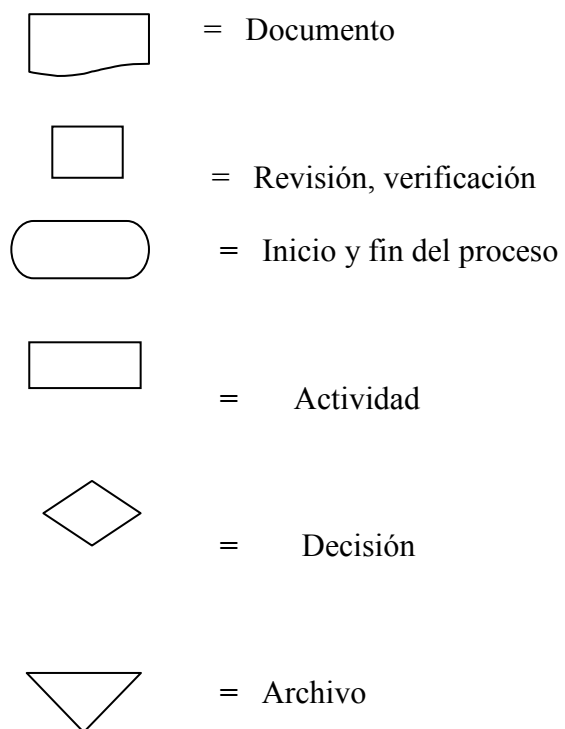 = Documento
= Revisión, verificación
= Inicio y fin del proceso
= Actividad
= Decisión
= Archivo